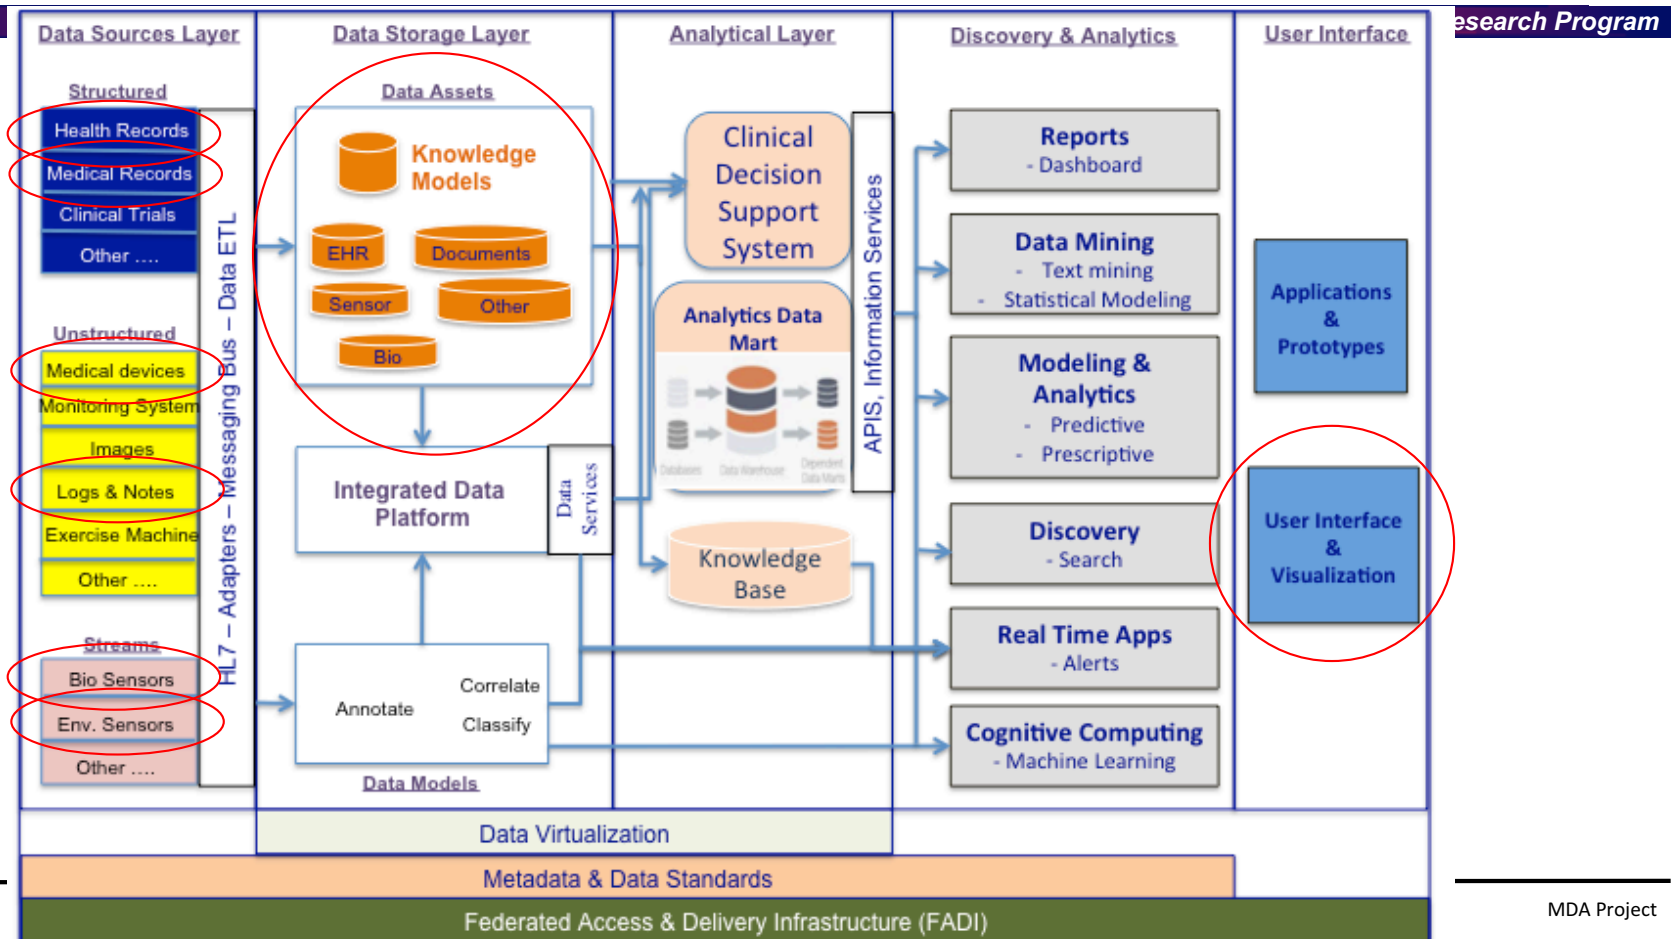 esearch Program
Data Sources Layer
Data Storage Layer
Analytical Layer
Discovery & Analytics
User Interface
Structured
Health Records
Medical Records
Clinical Trials
Other ....
Unstructured
Medical devices
Monitoring System
Images
Logs & Notes
Exercise Machine
Other ....
Streams
Bio Sensors
Env. Sensors
Other ....
HL7 – Adapters – Messaging Bus – Data ETL
Data Assets
Knowledge
Models
EHR
Documents
Sensor
Other
Bio
Integrated Data
Platform
Data
Services
Annotate
Correlate
Classify
Data Models
Clinical
Decision
Support
System
Analytics Data
Mart
Databases
Data Warehouse
Dependent
Data Marts
Knowledge
Base
APIS, Information Services
Reports
- Dashboard
Data Mining
- Text mining
- Statistical Modeling
Modeling &
Analytics
- Predictive
- Prescriptive
Discovery
- Search
Real Time Apps
- Alerts
Cognitive Computing
- Machine Learning
Applications
&
Prototypes
User Interface
&
Visualization
Data Virtualization
Metadata & Data Standards
Federated Access & Delivery Infrastructure (FADI)
MDA Project